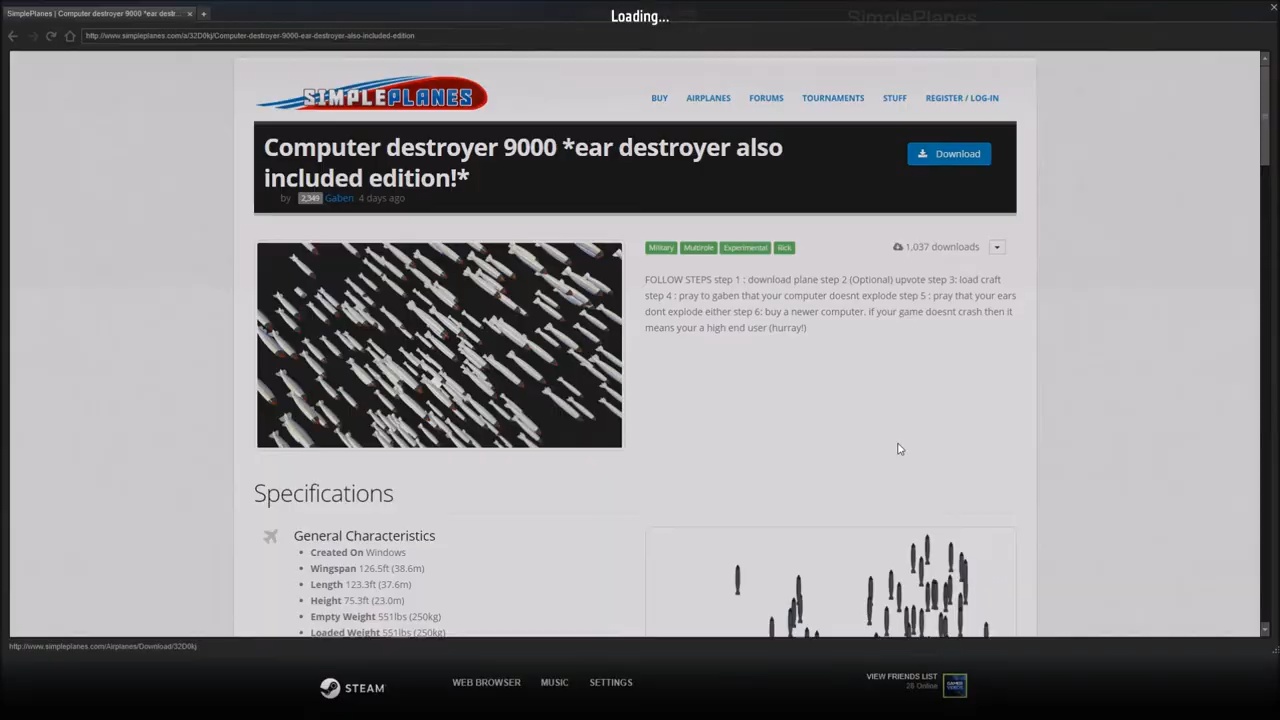 Loading...
SimplePlanes
SimplePlanes | Computer destroyer 9000 *ear destr...
http://www.simpleplanes.com/a/32D0kj/Computer-destroyer-9000-ear-destroyer-also-included-edition
SIMPLEPLANES
BUY AIRPLANES FORUMS TOURNAMENTS STUFF REGISTER / LOG-IN
Computer destroyer 9000 *ear destroyer also
included edition!*
Download
by 2,349 Gaben 4 days ago
Military Multirole Experimental Rick
1,037 downloads
FOLLOW STEPS step 1 : download plane step 2 (Optional) upvote step 3: load craft
step 4 : pray to gaben that your computer doesnt explode step 5 : pray that your ears
dont explode either step 6: buy a newer computer. if your game doesnt crash then it
means your a high end user (hurray!)
Specifications
General Characteristics
Created On Windows
Wingspan 126.5ft (38.6m)
Length 123.3ft (37.6m)
Height 75.3ft (23.0m)
Empty Weight 551lbs (250kg)
Loaded Weight 551lbs (250kg)
http://www.simpleplanes.com/Airplanes/Download/32D0kj
STEAM
WEB BROWSER MUSIC SETTINGS
VIEW FRIENDS LIST
28 Online